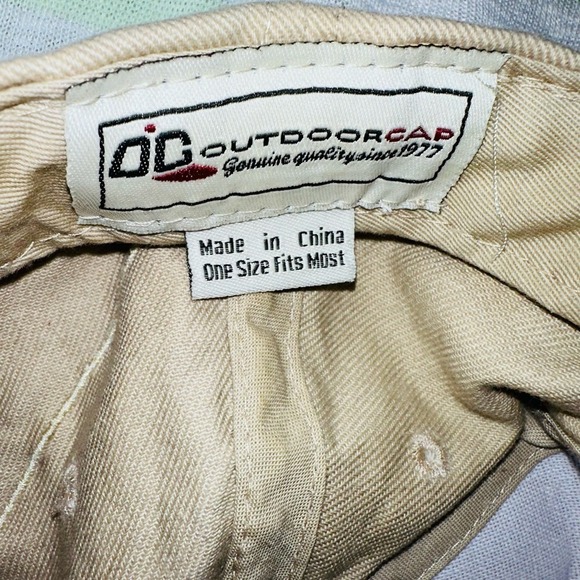 OC OUTDOORCAP
Genuine quality since 1977
Made in China
One Size Fits Most